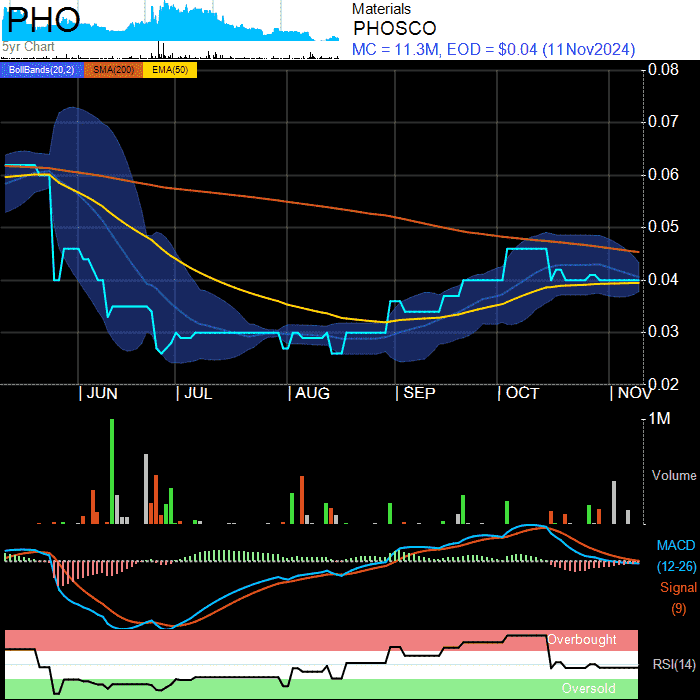 PHO
5yr Chart
Materials
PHOSCO
MC = 11.3M, EOD = $0.04 (11Nov2024)
BollBands(20,2) SMA(200) EMA(50)
0.08
0.07
0.06
0.05
0.04
0.03
0.02
JUN JUL AUG SEP OCT NOV
1M
Volume
MACD
(12-26)
Signal
(9)
Overbought
RSI(14)
Oversold